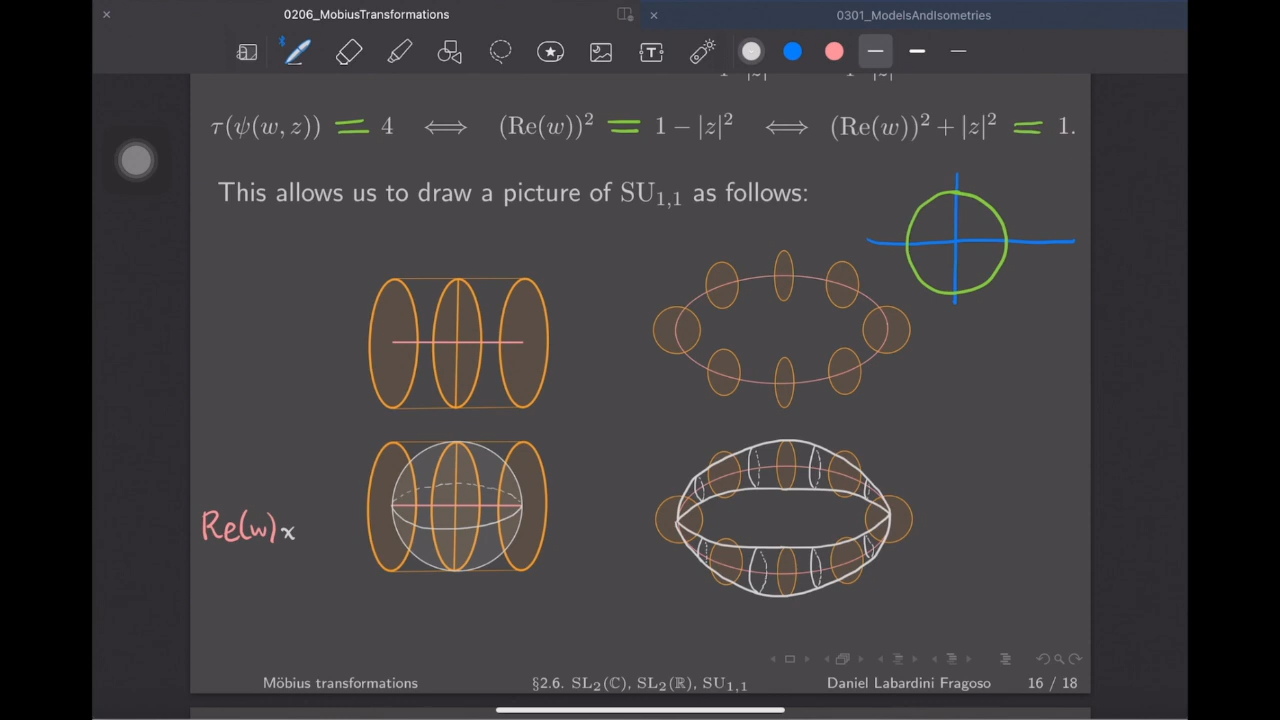 0206_MobiusTransformations
0301_ModelsAndIsometries
τ(ψ(w, z)) = 4 ⟺ (Re(w))² = 1 − |z|² ⟺ (Re(w))² + |z|² = 1.
This allows us to draw a picture of SU₁,₁ as follows:
Re(w) x
Möbius transformations §2.6. SL₂(ℂ), SL₂(ℝ), SU₁,₁ Daniel Labardini Fragoso 16 / 18